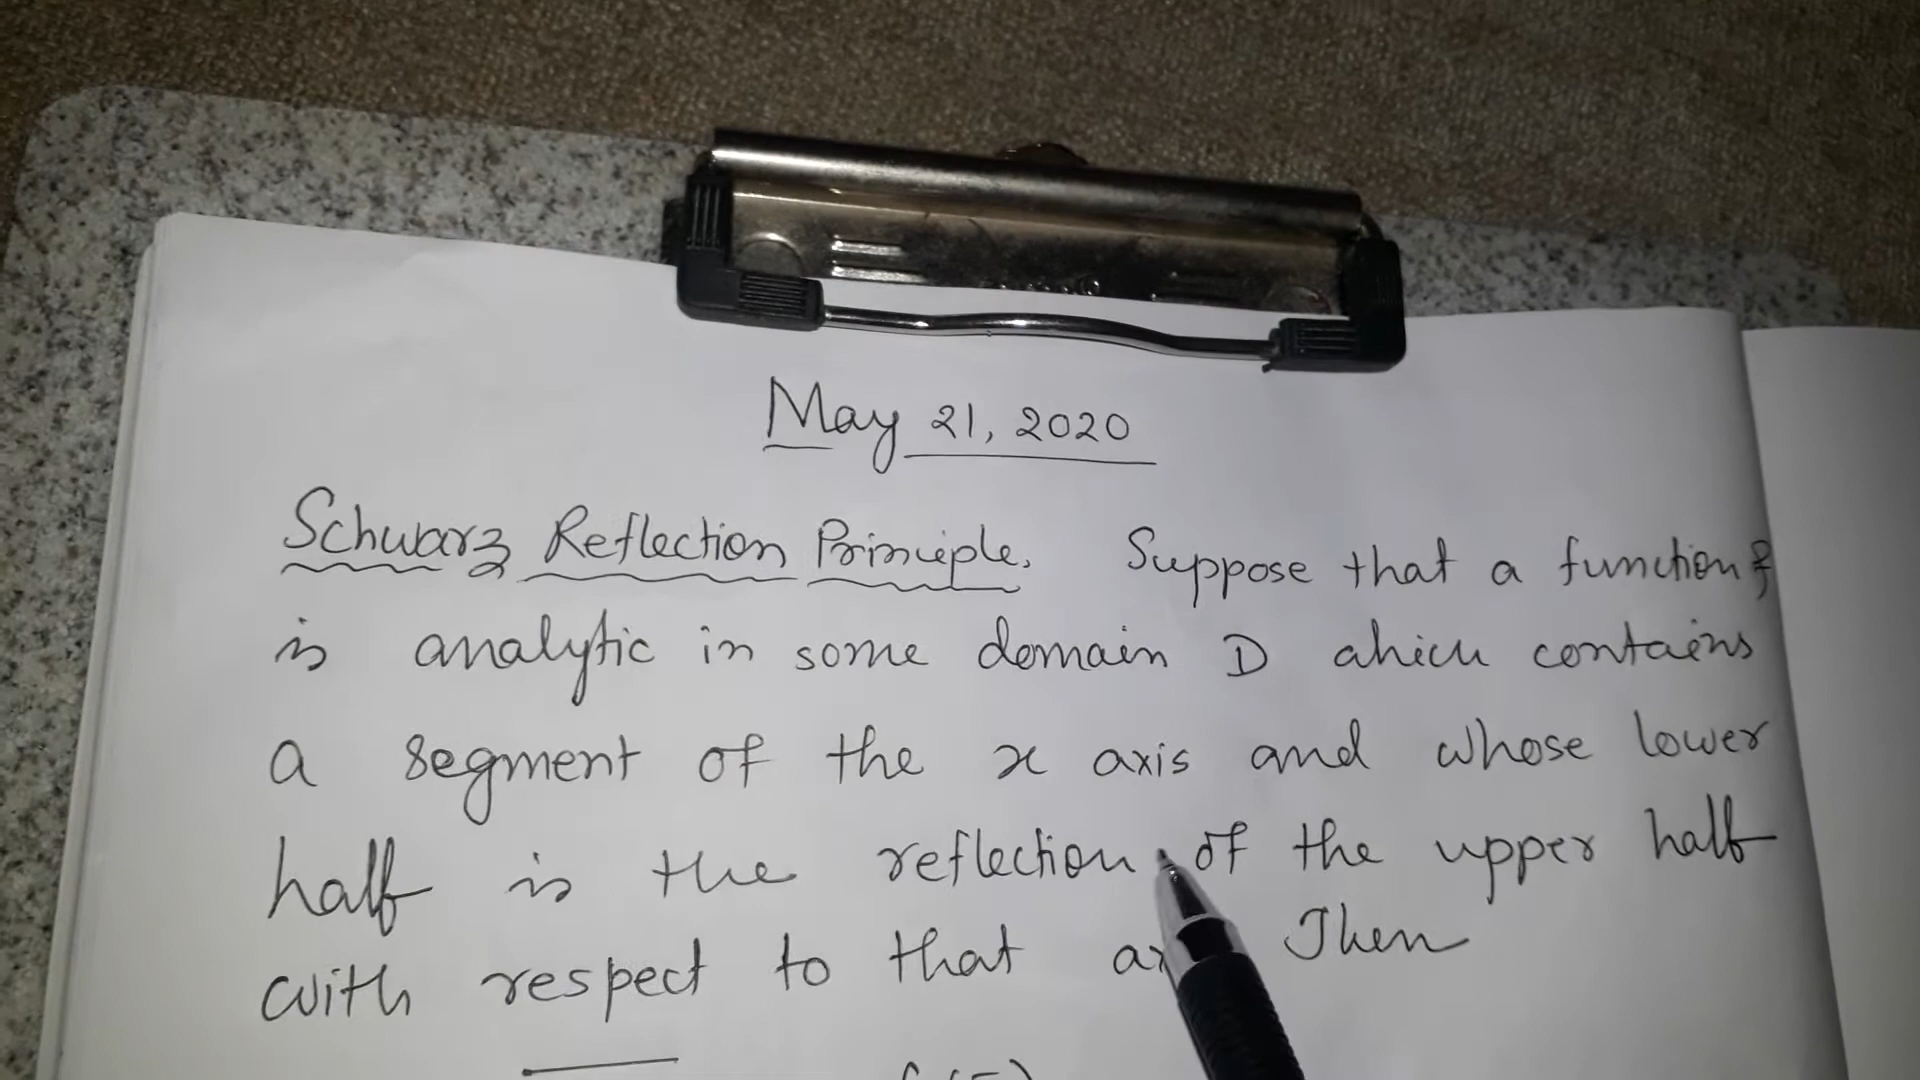 May 21, 2020
Schwarz Reflection Principle. Suppose that a function f
is analytic in some domain D which contains
a segment of the x axis and whose lower
half is the reflection of the upper half
with respect to that Then